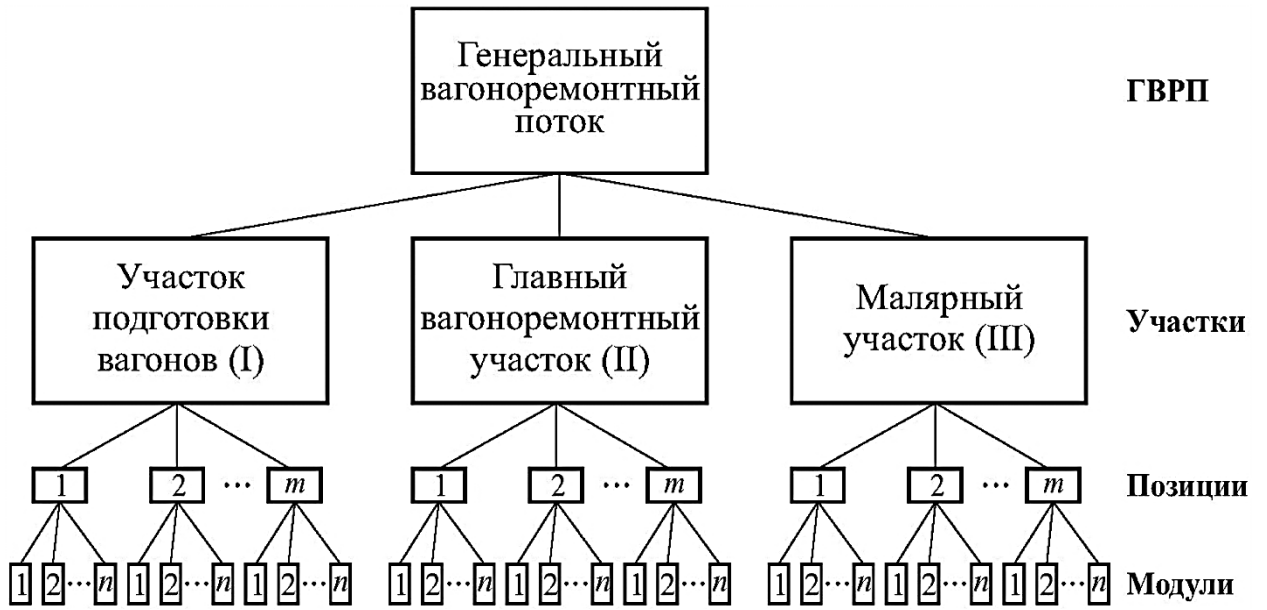 Генеральный
вагоноремонтный
поток
ГВРП
Участок
подготовки
вагонов (I)
Главный
вагоноремонтный
участок (II)
Малярный
участок (III)
Участки
1 2 ... m 1 2 ... m 1 2 ... m Позиции
1 2...n 1 2...n 1 2...n 1 2...n 1 2...n 1 2...n 1 2...n 1 2...n 1 2...n Модули